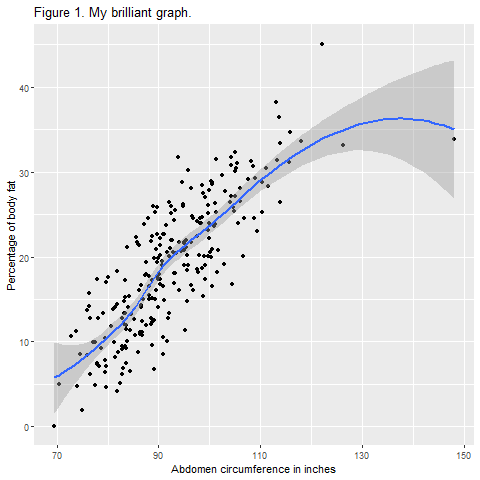 Figure 1. My brilliant graph.
Percentage of body fat
40
30
20
10
0
70 90 110 130 150
Abdomen circumference in inches